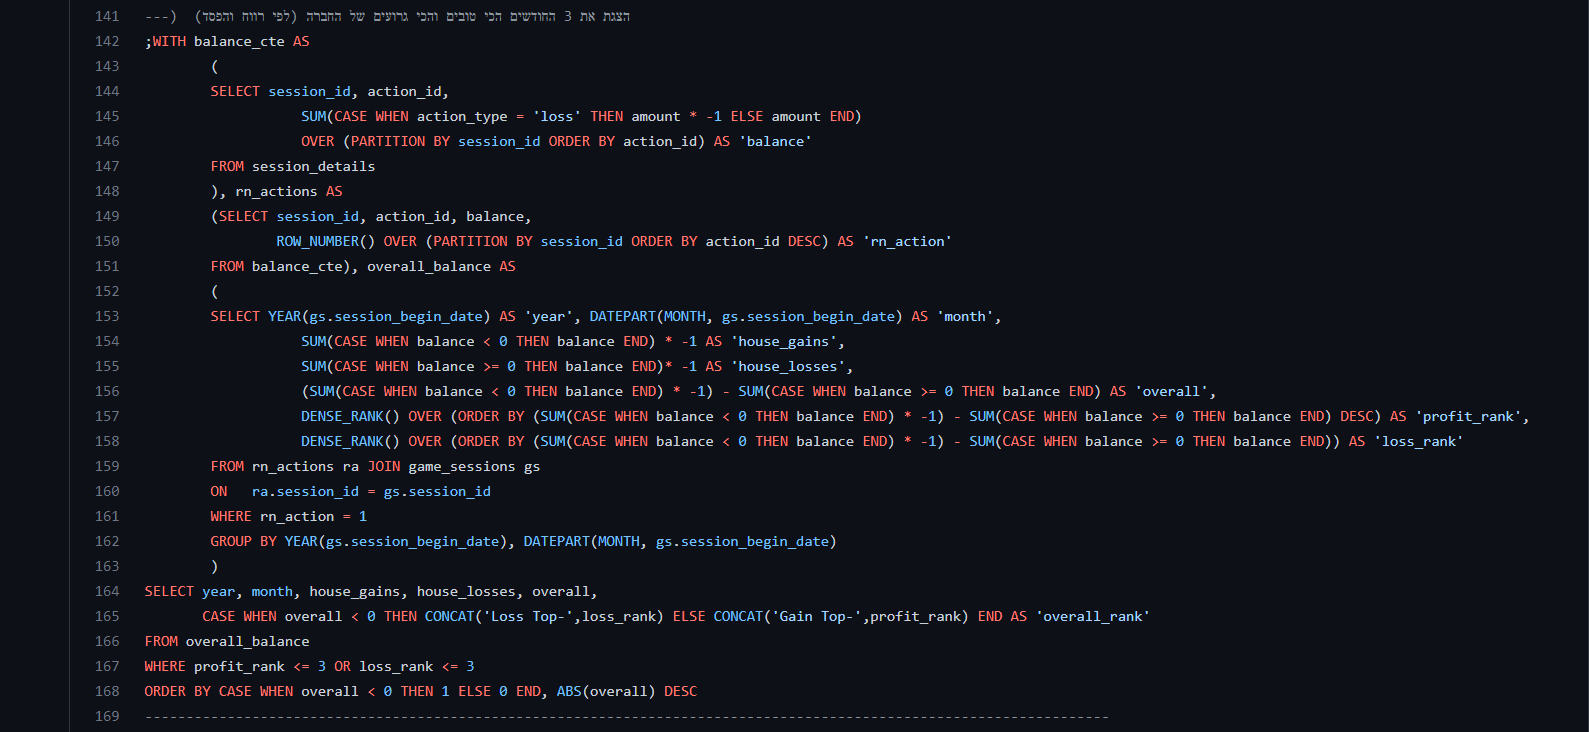 141 ---(  הצגת את 3 החודשים הכי טובים והכי גרועים של החברה (לפי רווח והפסד)
142 ;WITH balance_cte AS
143         (
144         SELECT session_id, action_id,
145                    SUM(CASE WHEN action_type = 'loss' THEN amount * -1 ELSE amount END)
146                    OVER (PARTITION BY session_id ORDER BY action_id) AS 'balance'
147         FROM session_details
148         ), rn_actions AS
149         (SELECT session_id, action_id, balance,
150                 ROW_NUMBER() OVER (PARTITION BY session_id ORDER BY action_id DESC) AS 'rn_action'
151         FROM balance_cte), overall_balance AS
152         (
153         SELECT YEAR(gs.session_begin_date) AS 'year', DATEPART(MONTH, gs.session_begin_date) AS 'month',
154                    SUM(CASE WHEN balance < 0 THEN balance END) * -1 AS 'house_gains',
155                    SUM(CASE WHEN balance >= 0 THEN balance END)* -1 AS 'house_losses',
156                    (SUM(CASE WHEN balance < 0 THEN balance END) * -1) - SUM(CASE WHEN balance >= 0 THEN balance END) AS 'overall',
157                    DENSE_RANK() OVER (ORDER BY (SUM(CASE WHEN balance < 0 THEN balance END) * -1) - SUM(CASE WHEN balance >= 0 THEN balance END) DESC) AS 'profit_rank',
158                    DENSE_RANK() OVER (ORDER BY (SUM(CASE WHEN balance < 0 THEN balance END) * -1) - SUM(CASE WHEN balance >= 0 THEN balance END)) AS 'loss_rank'
159         FROM rn_actions ra JOIN game_sessions gs
160         ON   ra.session_id = gs.session_id
161         WHERE rn_action = 1
162         GROUP BY YEAR(gs.session_begin_date), DATEPART(MONTH, gs.session_begin_date)
163         )
164 SELECT year, month, house_gains, house_losses, overall,
165        CASE WHEN overall < 0 THEN CONCAT('Loss Top-',loss_rank) ELSE CONCAT('Gain Top-',profit_rank) END AS 'overall_rank'
166 FROM overall_balance
167 WHERE profit_rank <= 3 OR loss_rank <= 3
168 ORDER BY CASE WHEN overall < 0 THEN 1 ELSE 0 END, ABS(overall) DESC
169 ---------------------------------------------------------------------------------------------------------------------